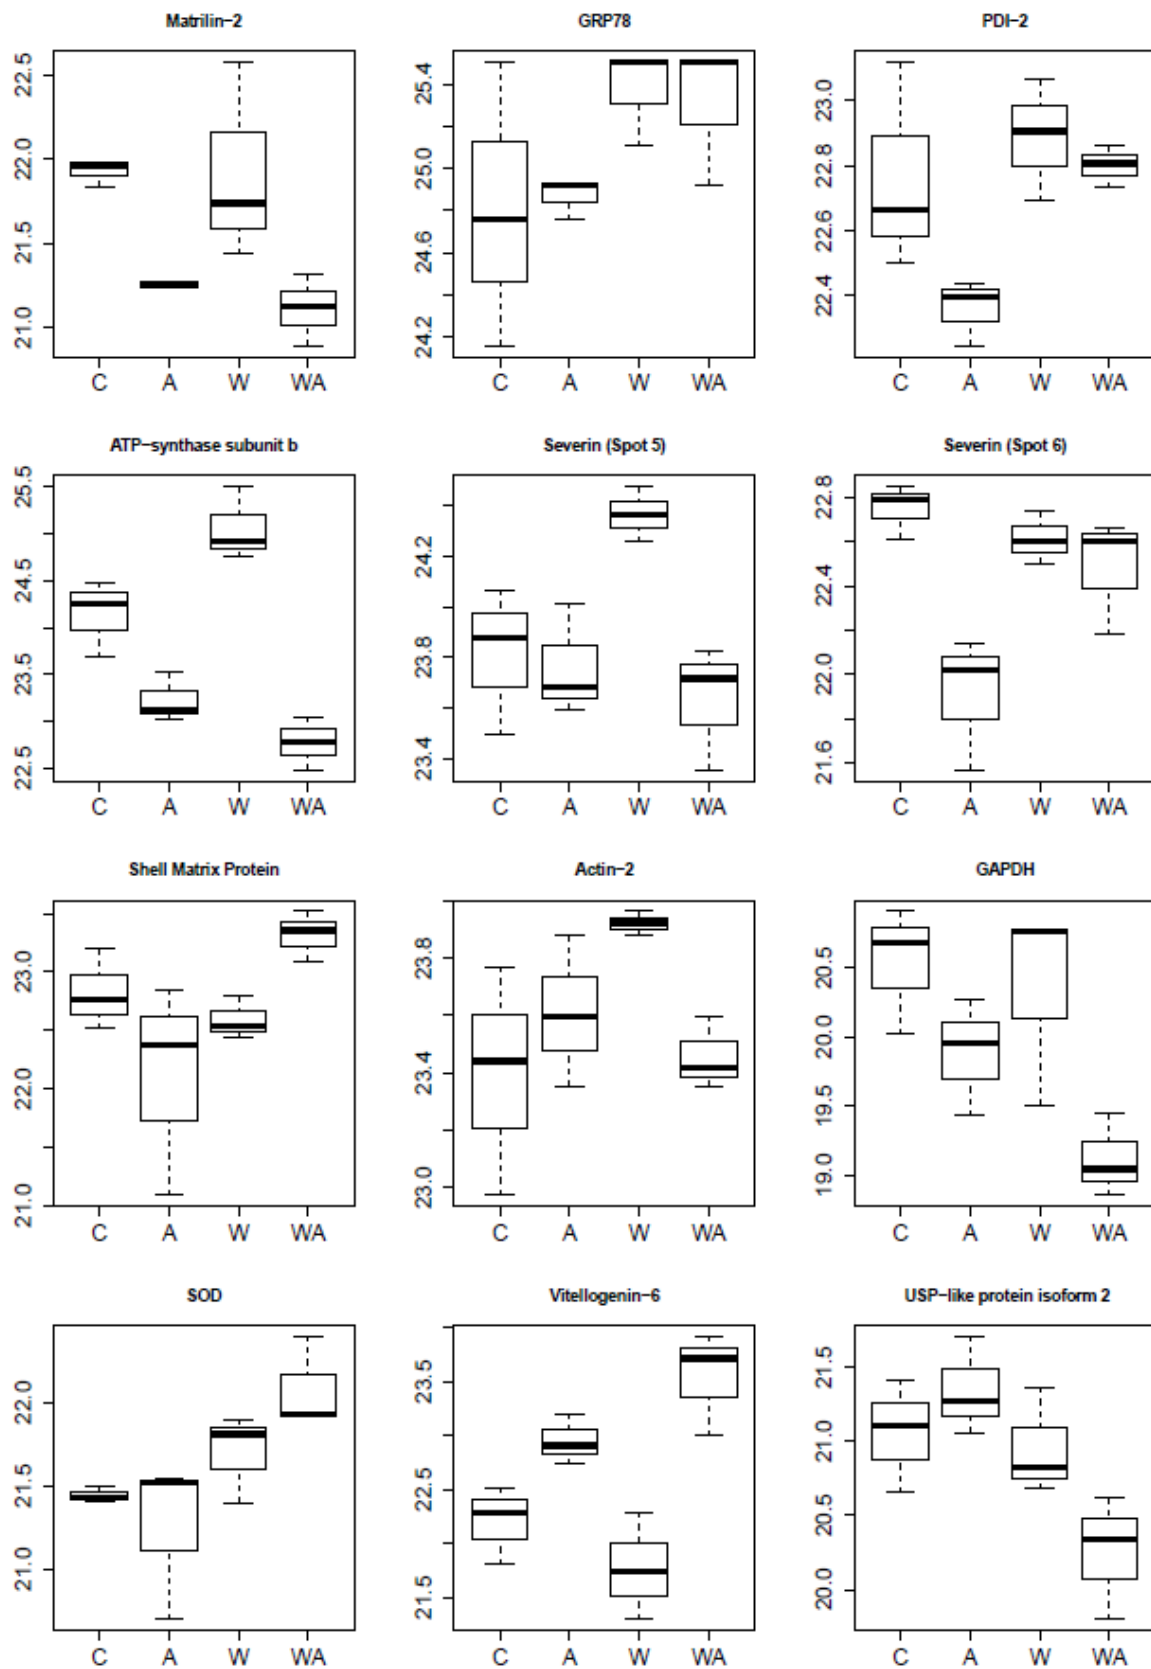 Matrilin−2 GRP78 PDI−2
22.5 22.0 21.5 21.0
25.4 25.0 24.6 24.2
23.0 22.8 22.6 22.4
C A W WA C A W WA C A W WA
ATP−synthase subunit b Severin (Spot 5) Severin (Spot 6)
25.5 24.5 23.5 22.5
24.2 23.8 23.4
22.8 22.4 22.0 21.6
C A W WA C A W WA C A W WA
Shell Matrix Protein Actin−2 GAPDH
23.0 22.0 21.0
23.8 23.4 23.0
20.5 20.0 19.5 19.0
C A W WA C A W WA C A W WA
SOD Vitellogenin−6 USP−like protein isoform 2
22.0 21.5 21.0
23.5 22.5 21.5
21.5 21.0 20.5 20.0
C A W WA C A W WA C A W WA